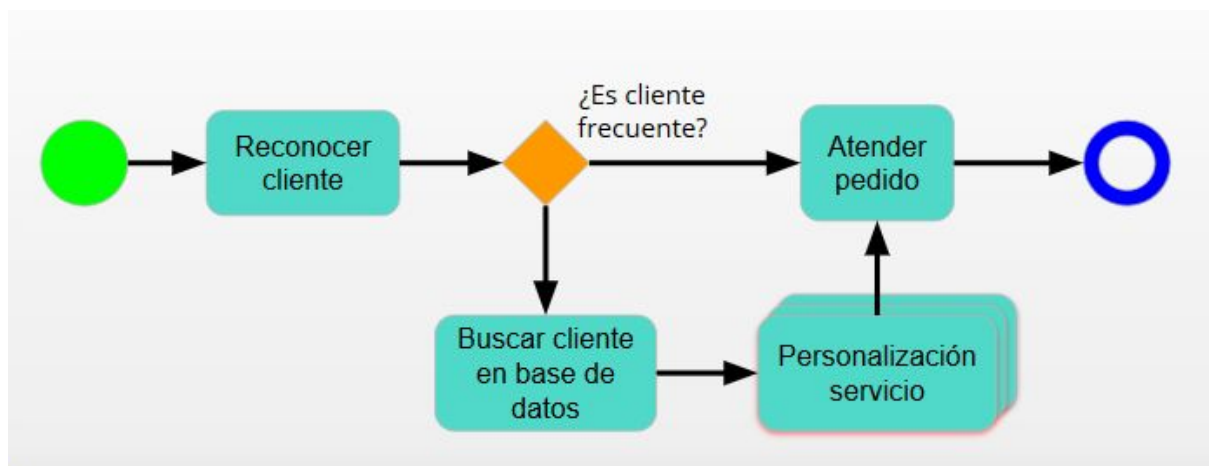 ¿Es cliente
frecuente?
Reconocer
cliente
Atender
pedido
Buscar cliente
en base de
datos
Personalización
servicio